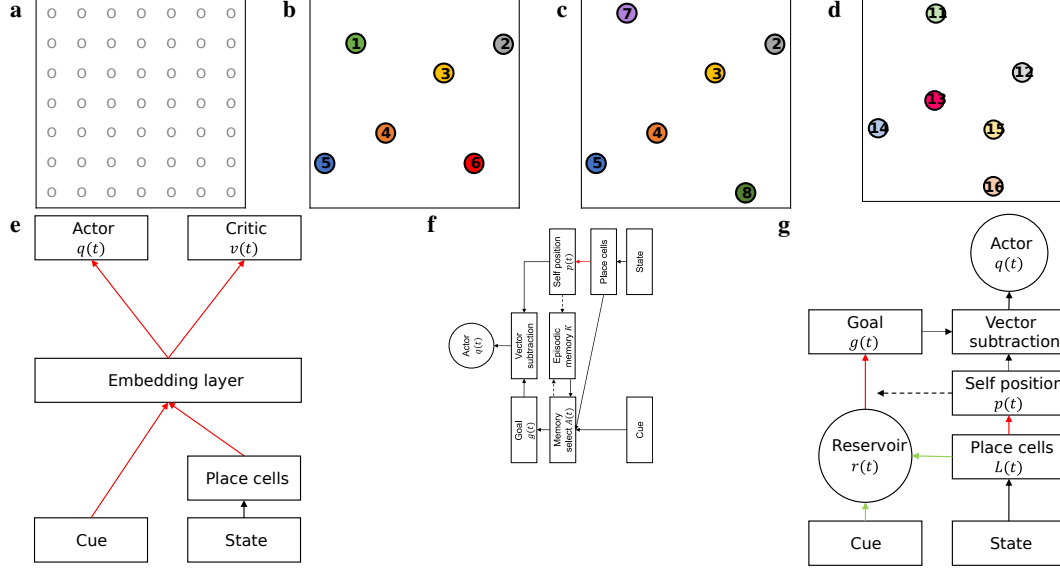 a
O O O O O O O
O O O O O O O
O O O O O O O
O O O O O O O
O O O O O O O
O O O O O O O
O O O O O O O
b
1
2
3
4
5
6
c
7
2
3
4
5
8
d
11
12
13
14
15
16
e
Actor
q(t)
Critic
v(t)
Embedding layer
Place cells
Cue
State
f
Actor
q(t)
Vector
subtraction
Goal
g(t)
Self position
p(t)
Episodic
memory K
Memory
select A(t)
Place cells
State
Cue
g
Actor
q(t)
Goal
g(t)
Vector
subtraction
Self position
p(t)
Reservoir
r(t)
Place cells
L(t)
Cue
State